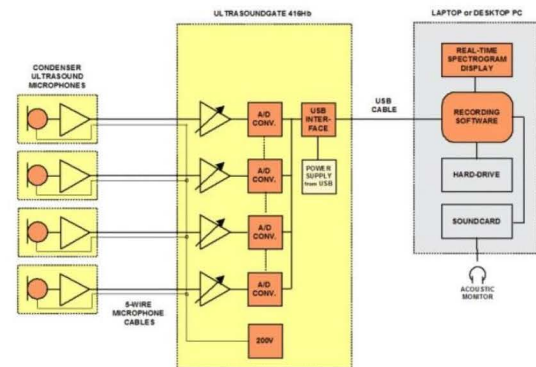 ULTRASOUNDGATE 416Hb
LAPTOP or DESKTOP PC
CONDENSER
ULTRASOUND
MICROPHONES
REAL-TIME
SPECTROGRAM
DISPLAY
A/D
CONV.
USB
INTER-
FACE
USB
CABLE
RECORDING
SOFTWARE
POWER
SUPPLY
from USB
A/D
CONV.
HARD-DRIVE
A/D
CONV.
SOUNDCARD
A/D
CONV.
ACOUSTIC
MONITOR
5-WIRE
MICROPHONE
CABLES
200V